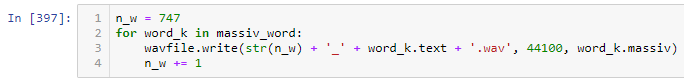 In [397]:
1 n_w = 747
2 for word_k in massiv_word:
3     wavfile.write(str(n_w) + '_' + word_k.text + '.wav', 44100, word_k.massiv)
4     n_w += 1